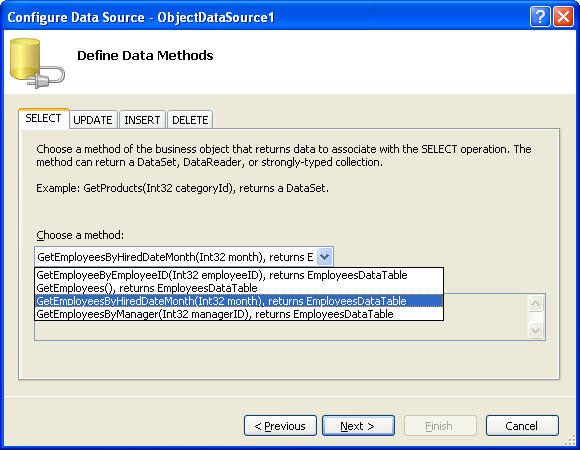 Configure Data Source - ObjectDataSource1
Define Data Methods
SELECT UPDATE INSERT DELETE
Choose a method of the business object that returns data to associate with the SELECT operation. The
method can return a DataSet, DataReader, or strongly-typed collection.
Example: GetProducts(Int32 categoryId), returns a DataSet.
Choose a method:
GetEmployeesByHiredDateMonth(Int32 month), returns E
GetEmployeeByEmployeeID(Int32 employeeID), returns EmployeesDataTable
GetEmployees(), returns EmployeesDataTable
GetEmployeesByHiredDateMonth(Int32 month), returns EmployeesDataTable
GetEmployeesByManager(Int32 managerID), returns EmployeesDataTable
< Previous Next > Finish Cancel